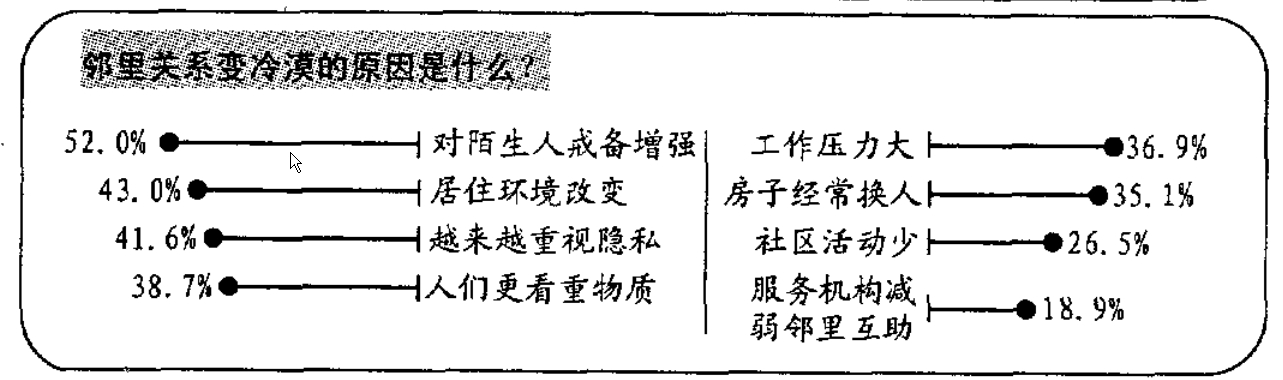 邻里关系变冷漠的原因是什么？
52.0% 对陌生人戒备增强
43.0% 居住环境改变
41.6% 越来越重视隐私
38.7% 人们更看重物质
工作压力大 36.9%
房子经常换人 35.1%
社区活动少 26.5%
服务机构减
弱邻里互助 18.9%